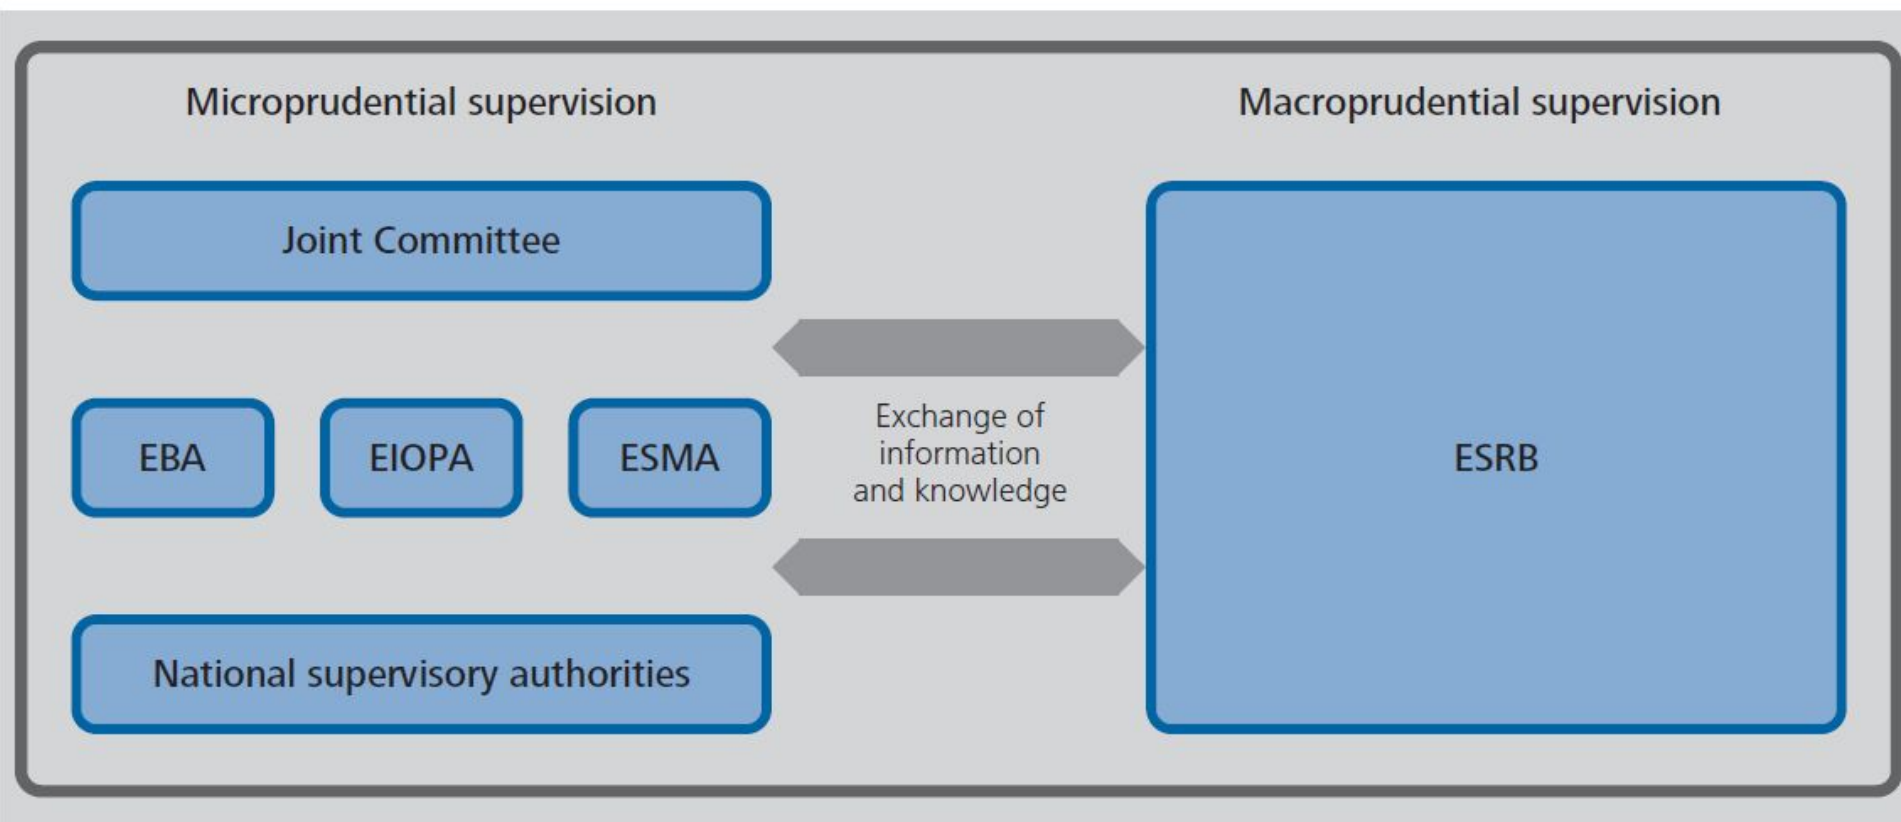 Microprudential supervision
Macroprudential supervision
Joint Committee
EBA
EIOPA
ESMA
National supervisory authorities
Exchange of
information
and knowledge
ESRB